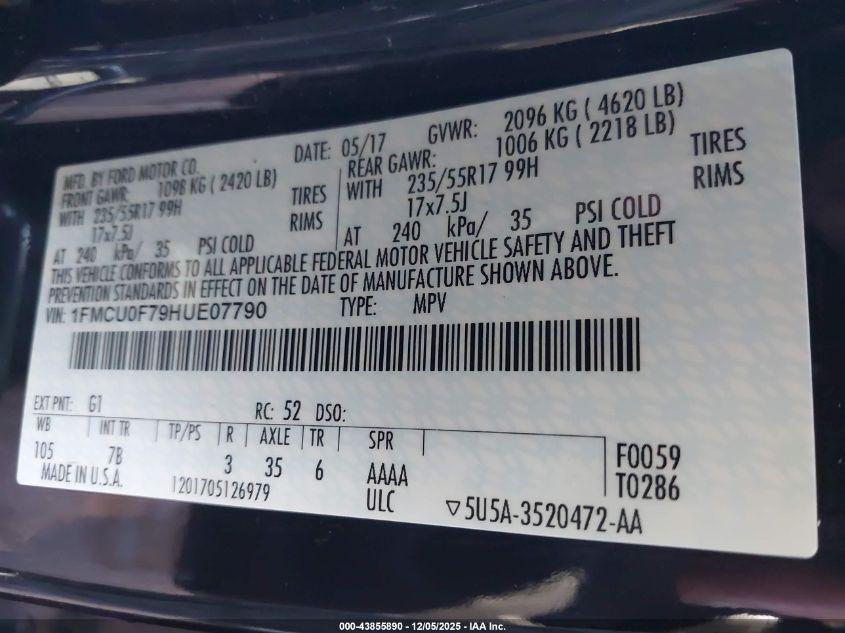 MFD. BY FORD MOTOR CO.
DATE: 05/17 GVWR: 2096 KG ( 4620 LB)
FRONT GAWR: 1098 KG ( 2420 LB)
WITH 235/55R17 99H TIRES
17x7.5J RIMS
AT 240 kPa/ 35 PSI COLD
REAR GAWR: 1006 KG ( 2218 LB)
WITH 235/55R17 99H TIRES
17x7.5J RIMS
AT 240 kPa/ 35 PSI COLD
THIS VEHICLE CONFORMS TO ALL APPLICABLE FEDERAL MOTOR VEHICLE SAFETY AND THEFT
PREVENTION STANDARDS IN EFFECT ON THE DATE OF MANUFACTURE SHOWN ABOVE.
VIN: 1FMCU0F79HUE07790 TYPE: MPV
EXT PNT: G1 RC: 52 DSO:
WB INT TR TP/PS R AXLE TR SPR
105 7B 3 35 6 AAAA
F0059
T0286
MADE IN U.S.A. 1201705126979 ULC ▽5U5A-3520472-AA
000-43855890 - 12/05/2025 - IAA Inc.